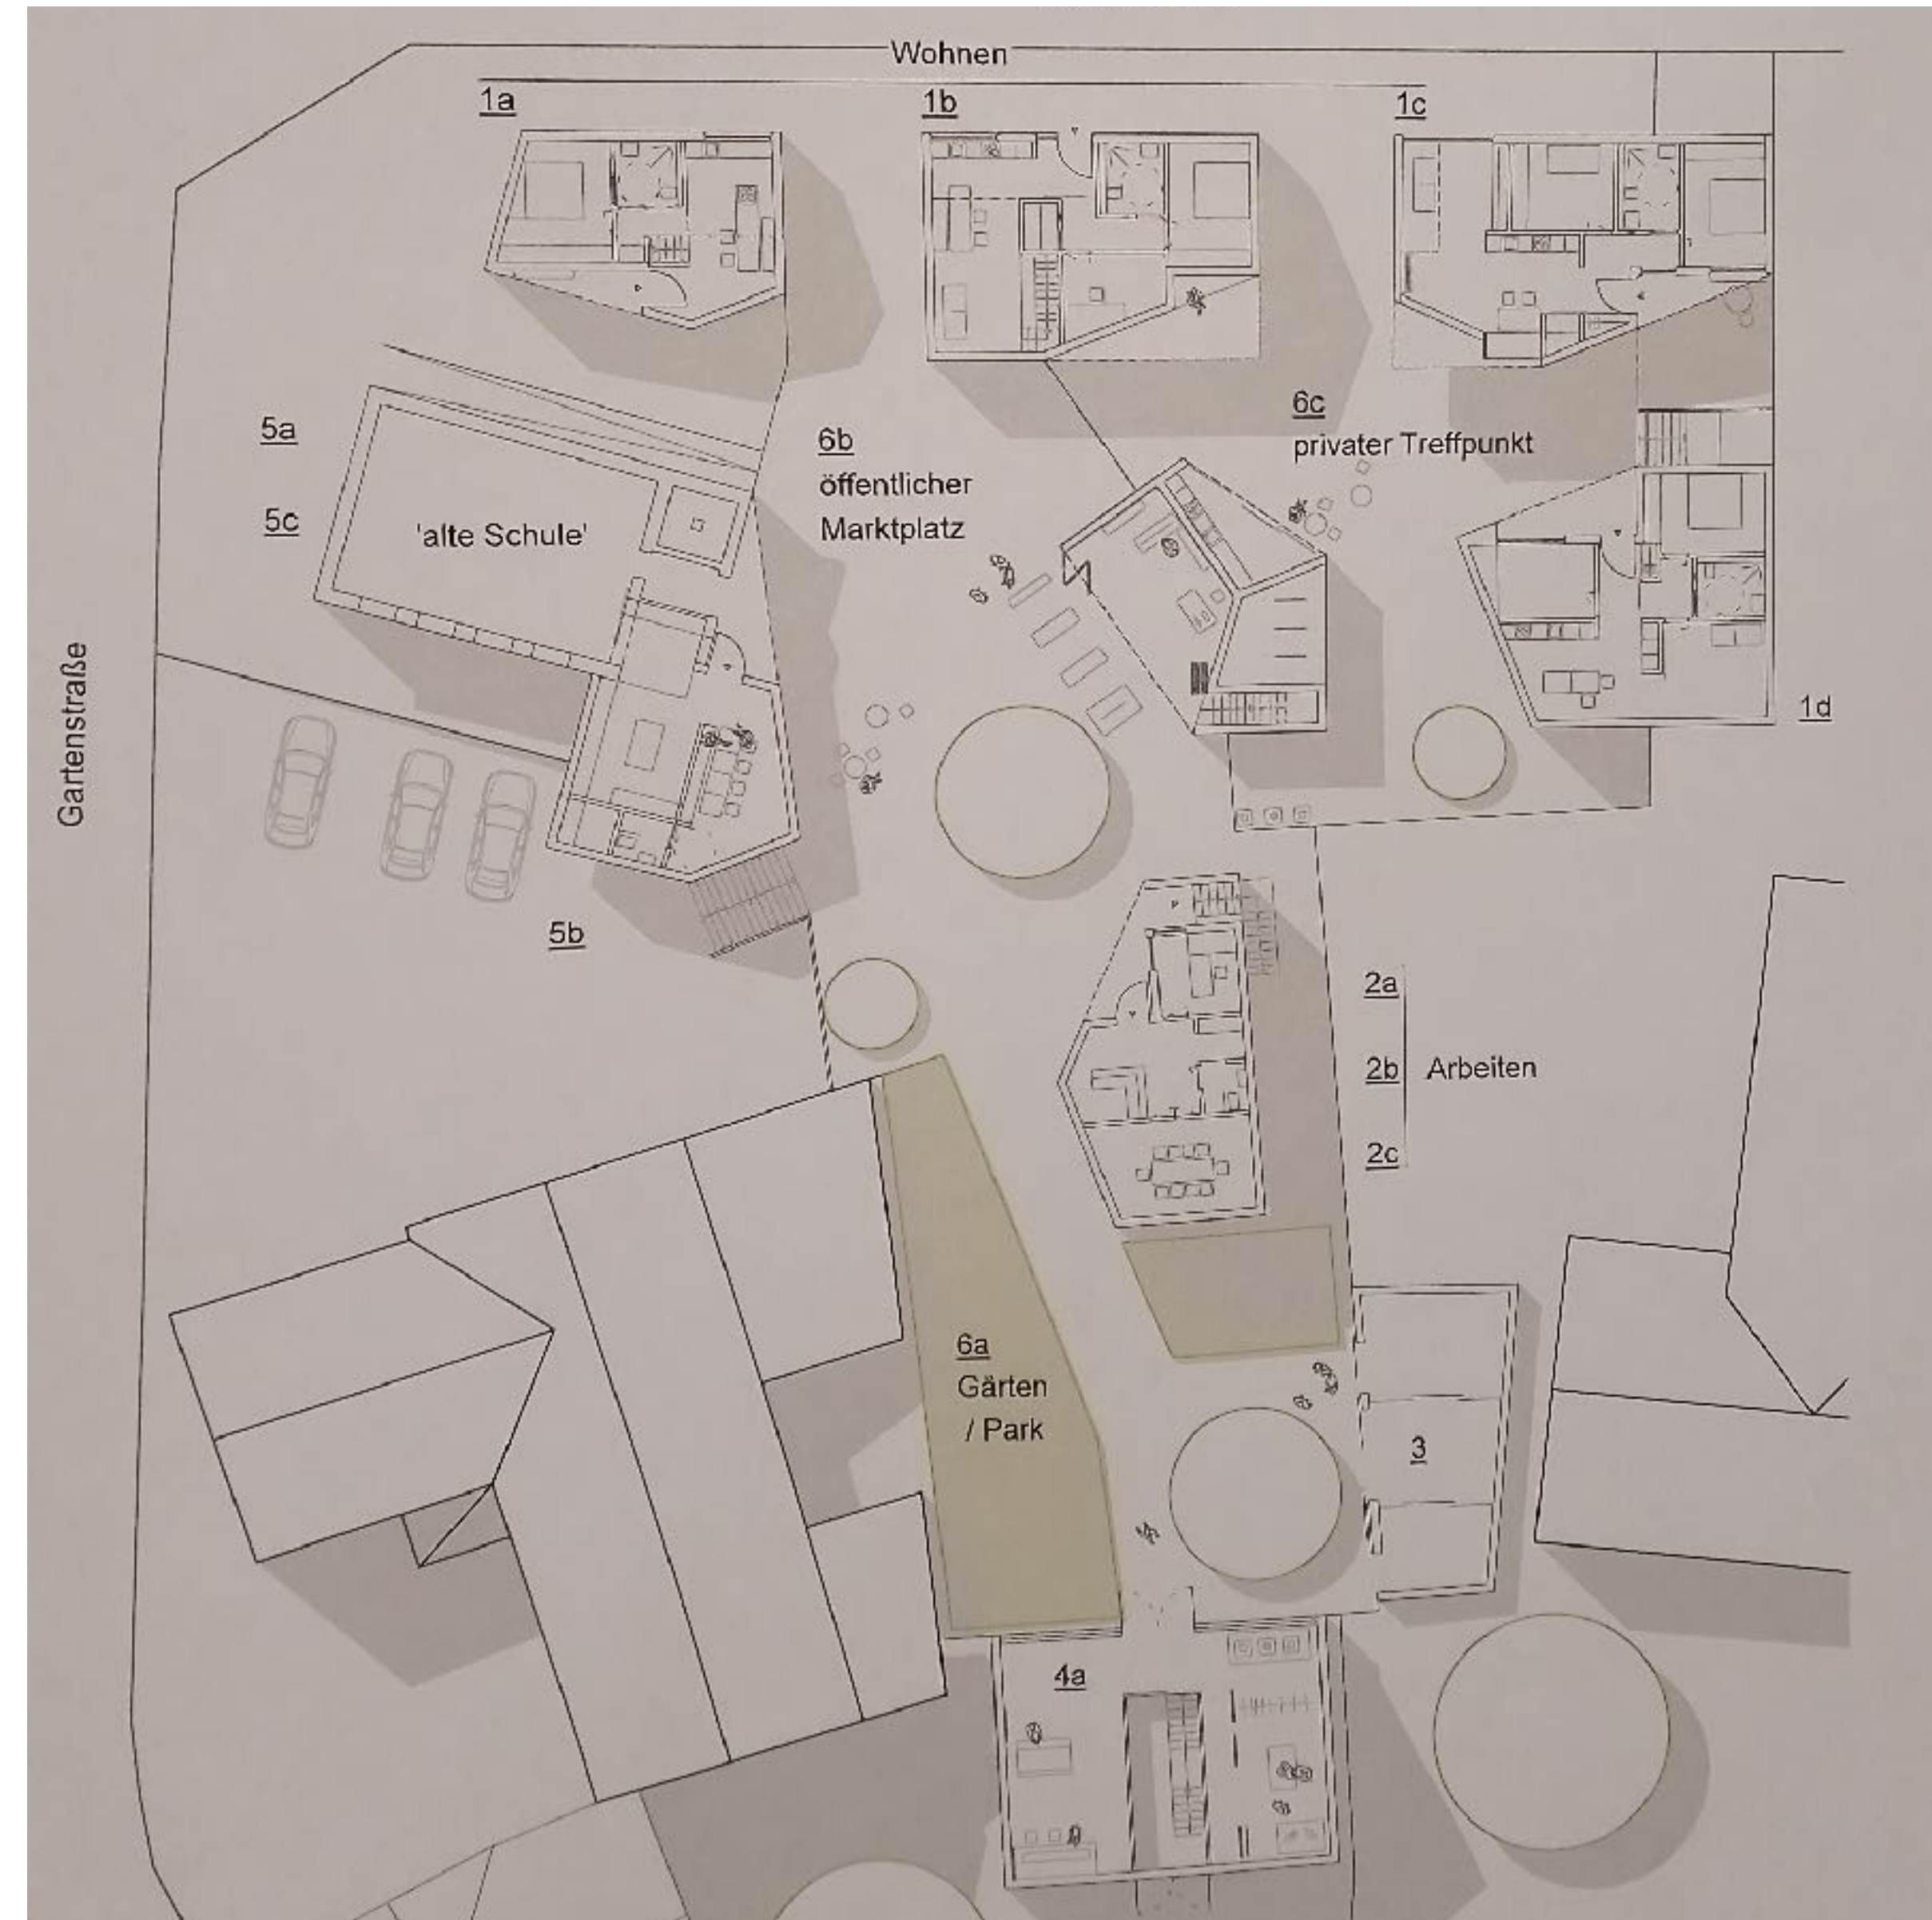 Wohnen
1a
1b
1c
5a
5c
'alte Schule'
6b
öffentlicher
Marktplatz
6c
privater Treffpunkt
Gartenstraße
1d
5b
2a
2b
Arbeiten
2c
6a
Gärten
/ Park
3
4a